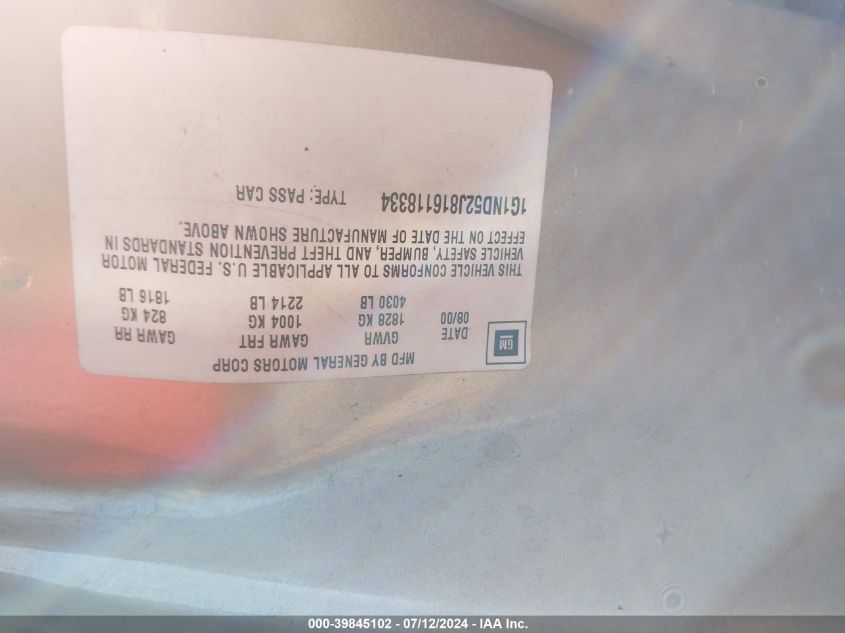 MFD BY GENERAL MOTORS CORP
GM
DATE GVWR GAWR FRT GAWR RR
08/00 1828 KG 1004 KG 824 KG
4030 LB 2214 LB 1816 LB
THIS VEHICLE CONFORMS TO ALL APPLICABLE U.S. FEDERAL MOTOR
VEHICLE SAFETY, BUMPER, AND THEFT PREVENTION STANDARDS IN
EFFECT ON THE DATE OF MANUFACTURE SHOWN ABOVE.
1G1ND52J816118334 TYPE: PASS CAR
000-39845102 - 07/12/2024 - IAA Inc.